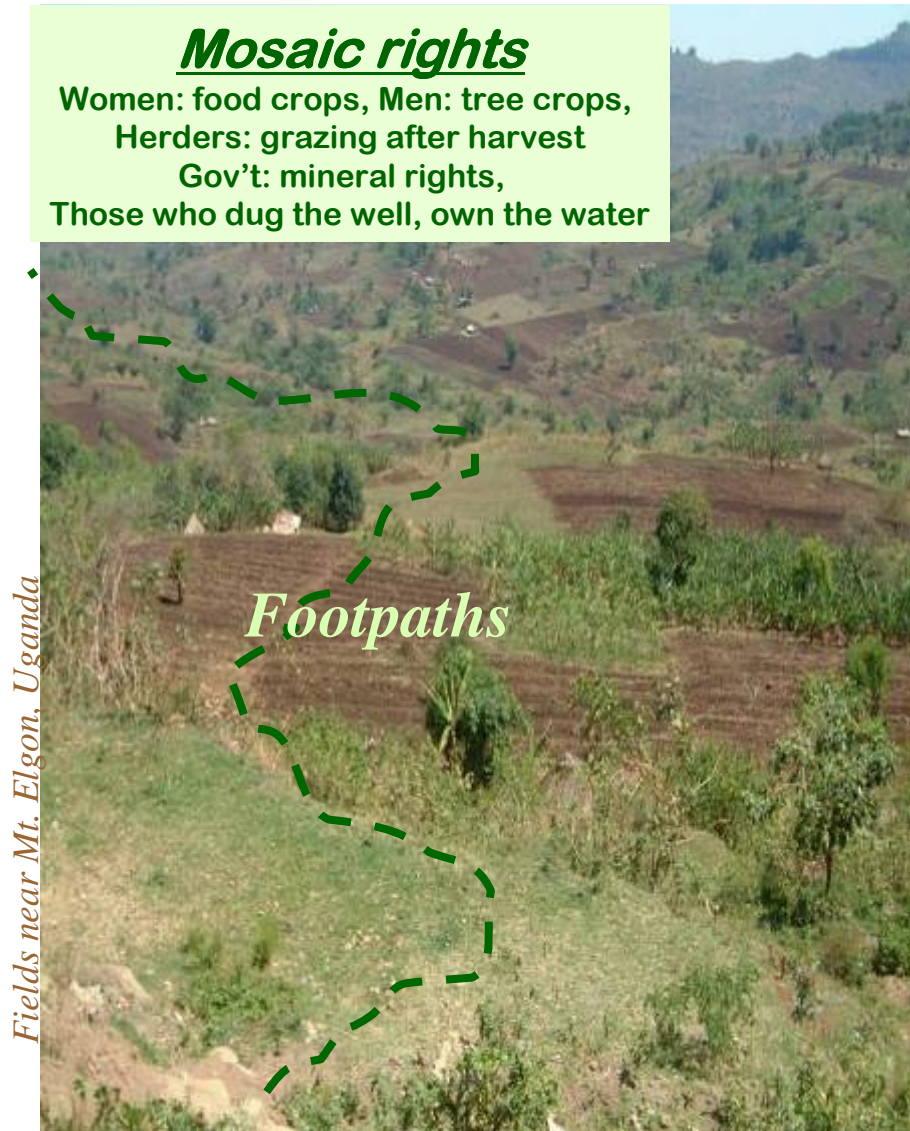 Mosaic rights
Women: food crops, Men: tree crops,
Herders: grazing after harvest
Gov’t: mineral rights,
Those who dug the well, own the water
Footpaths
Fields near Mt. Elgon, Uganda